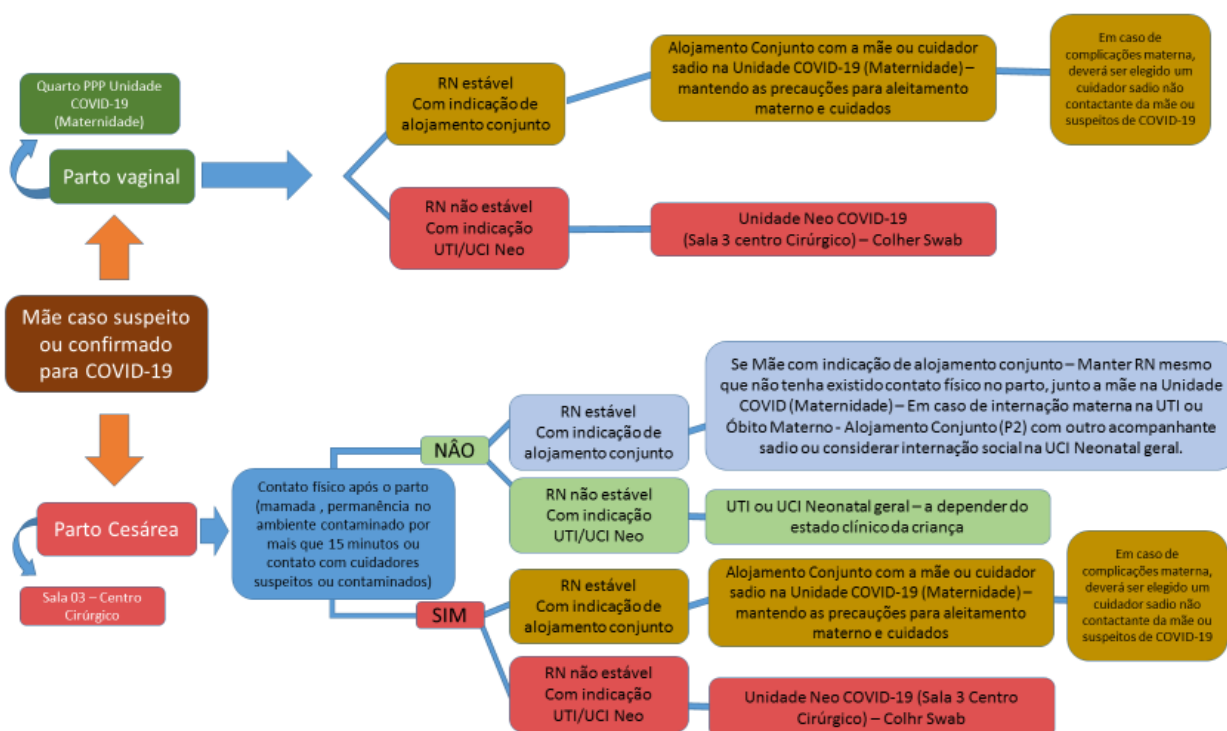 Quarto PPP Unidade
COVID-19
(Maternidade)
Parto vaginal
RN estável
Com indicação de
alojamento conjunto
Alojamento Conjunto com a mãe ou cuidador
sadio na Unidade COVID-19 (Maternidade) –
mantendo as precauções para aleitamento
materno e cuidados
Em caso de
complicações materna,
deverá ser elegido um
cuidador sadio não
contactante da mãe ou
suspeitos de COVID-19
RN não estável
Com indicação
UTI/UCI Neo
Unidade Neo COVID-19
(Sala 3 centro Cirúrgico) – Colher Swab
Mãe caso suspeito
ou confirmado
para COVID-19
Parto Cesárea
Sala 03 – Centro
Cirúrgico
Contato físico após o parto
(mamada , permanência no
ambiente contaminado por
mais que 15 minutos ou
contato com cuidadores
suspeitos ou contaminados)
NÂO
RN estável
Com indicação de
alojamento conjunto
Se Mãe com indicação de alojamento conjunto – Manter RN mesmo
que não tenha existido contato físico no parto, junto a mãe na Unidade
COVID (Maternidade) – Em caso de internação materna na UTI ou
Óbito Materno - Alojamento Conjunto (P2) com outro acompanhante
sadio ou considerar internação social na UCI Neonatal geral.
RN não estável
Com indicação
UTI/UCI Neo
UTI ou UCI Neonatal geral – a depender do
estado clínico da criança
SIM
RN estável
Com indicação de
alojamento conjunto
Alojamento Conjunto com a mãe ou cuidador
sadio na Unidade COVID-19 (Maternidade) –
mantendo as precauções para aleitamento
materno e cuidados
Em caso de
complicações materna,
deverá ser elegido um
cuidador sadio não
contactante da mãe ou
suspeitos de COVID-19
RN não estável
Com indicação
UTI/UCI Neo
Unidade Neo COVID-19 (Sala 3 Centro
Cirúrgico) – Colhr Swab